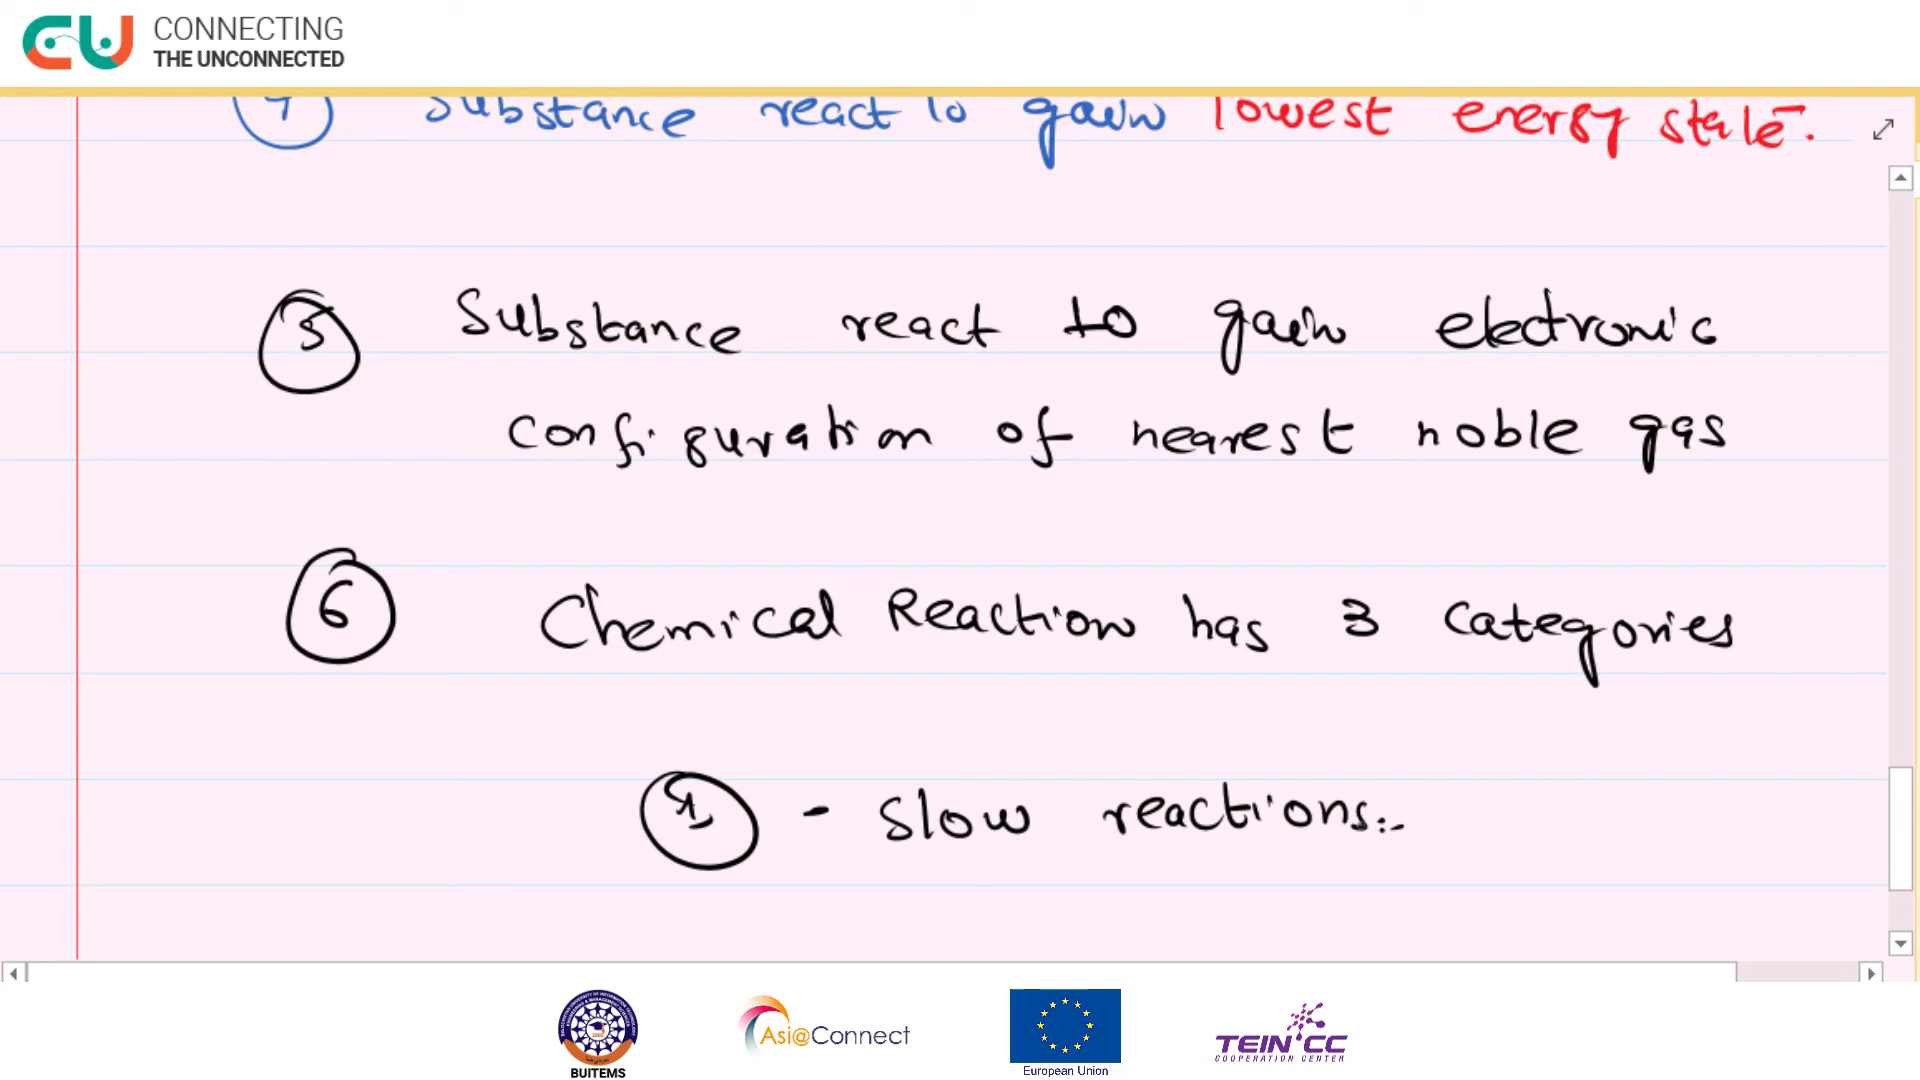 CONNECTING
THE UNCONNECTED
4 Substance react to gain lowest energy state.
5 Substance react to gain electronic
configuration of nearest noble gas
6 Chemical Reaction has 3 Categories
1 - Slow reactions:-
BUITEMS
Asi@Connect
European Union
TEIN*CC
COOPERATION CENTER